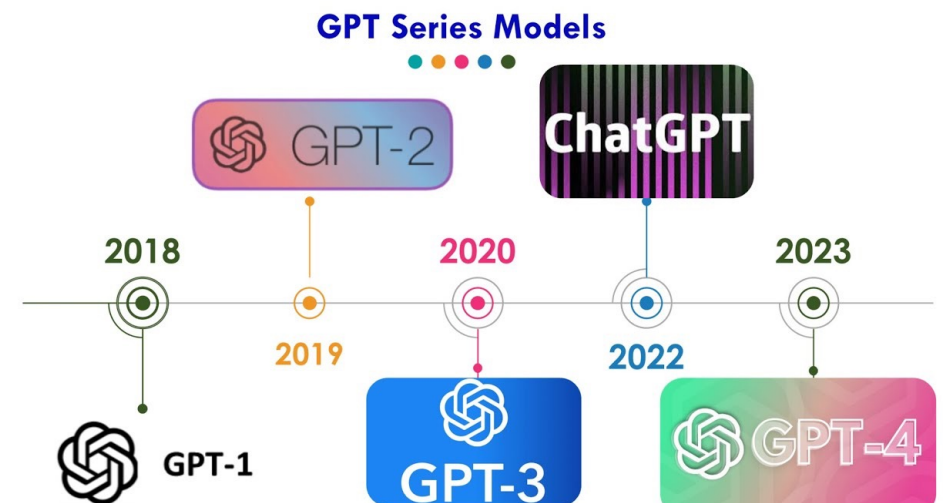 GPT Series Models
GPT-2
ChatGPT
2018
2020
2023
2019
2022
GPT-1
GPT-3
GPT-4